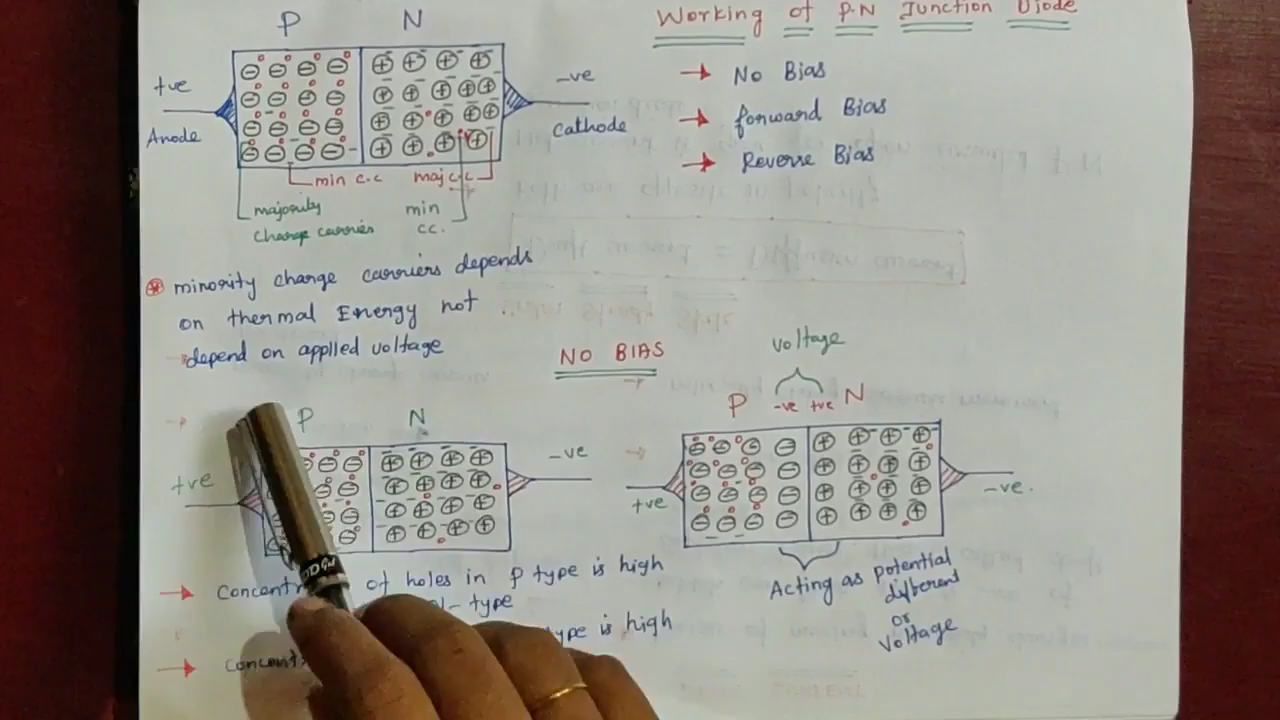 Working of P-N Junction Diode
→ No Bias
→ forward Bias
→ Reverse Bias
P N
+ve
Anode
-ve
Cathode
min c.c
maj c.c
majority
charge carriers
min
cc.
minority charge carriers depends
on thermal Energy not
depend on applied voltage
NO BIAS
P N
+ve
-ve
voltage
P -ve +ve N
+ve
-ve.
Acting as Potential
different
or
voltage
→ of holes in P type is high
type
→ type is high